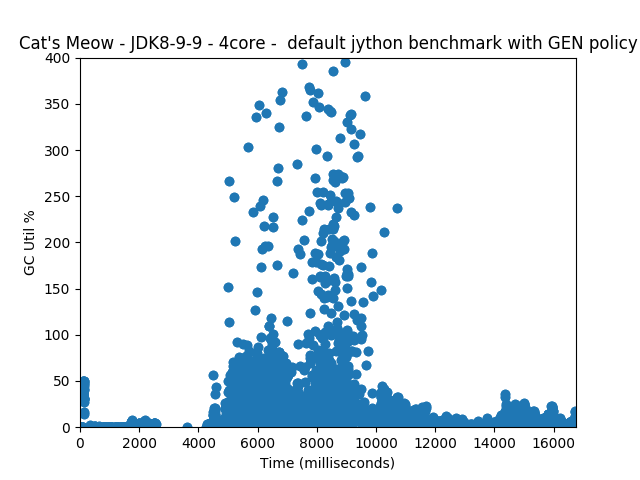 Cat's Meow - JDK8-9-9 - 4core -  default jython benchmark with GEN policy
400
350
300
250
200
150
100
50
0
GC Util %
0 2000 4000 6000 8000 10000 12000 14000 16000
Time (milliseconds)